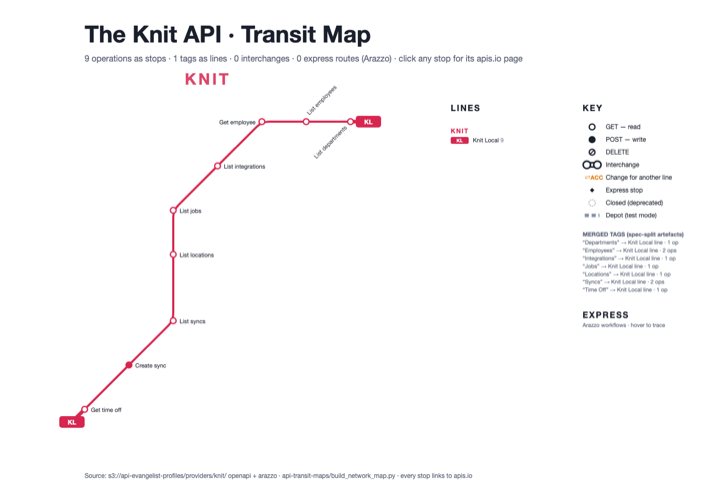 The Knit API · Transit Map
9 operations as stops · 1 tags as lines · 0 interchanges · 0 express routes (Arazzo) · click any stop for its apis.io page
KNIT
List employees
Get employee
KL
List departments
List integrations
List jobs
List locations
List syncs
Create sync
Get time off
KL
LINES
KNIT
KL Knit Local 9
KEY
GET — read
POST — write
DELETE
Interchange
Change for another line
Express stop
Closed (deprecated)
Depot (test mode)
MERGED TAGS (spec-split artefacts)
"Departments" → Knit Local line · 1 op
"Employees" → Knit Local line · 2 ops
"Integrations" → Knit Local line · 1 op
"Jobs" → Knit Local line · 1 op
"Locations" → Knit Local line · 1 op
"Syncs" → Knit Local line · 2 ops
"Time Off" → Knit Local line · 1 op
EXPRESS
Arazzo workflows · hover to trace
Source: s3://api-evangelist-profiles/providers/knit/ openapi + arazzo · api-transit-maps/build_network_map.py · every stop links to apis.io